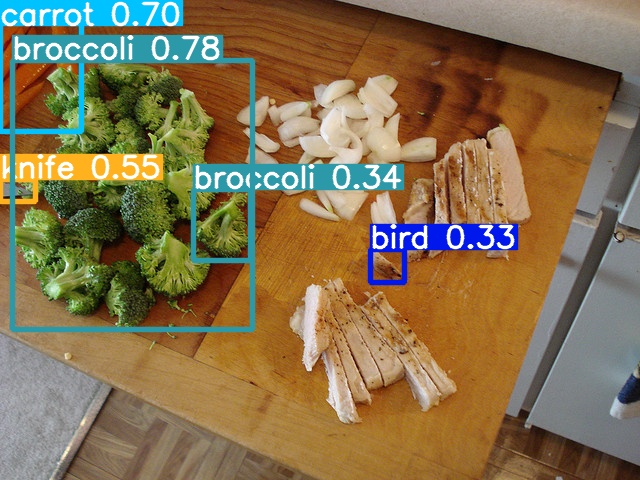 carrot 0.70
broccoli 0.78
knife 0.55
broccoli 0.34
bird 0.33